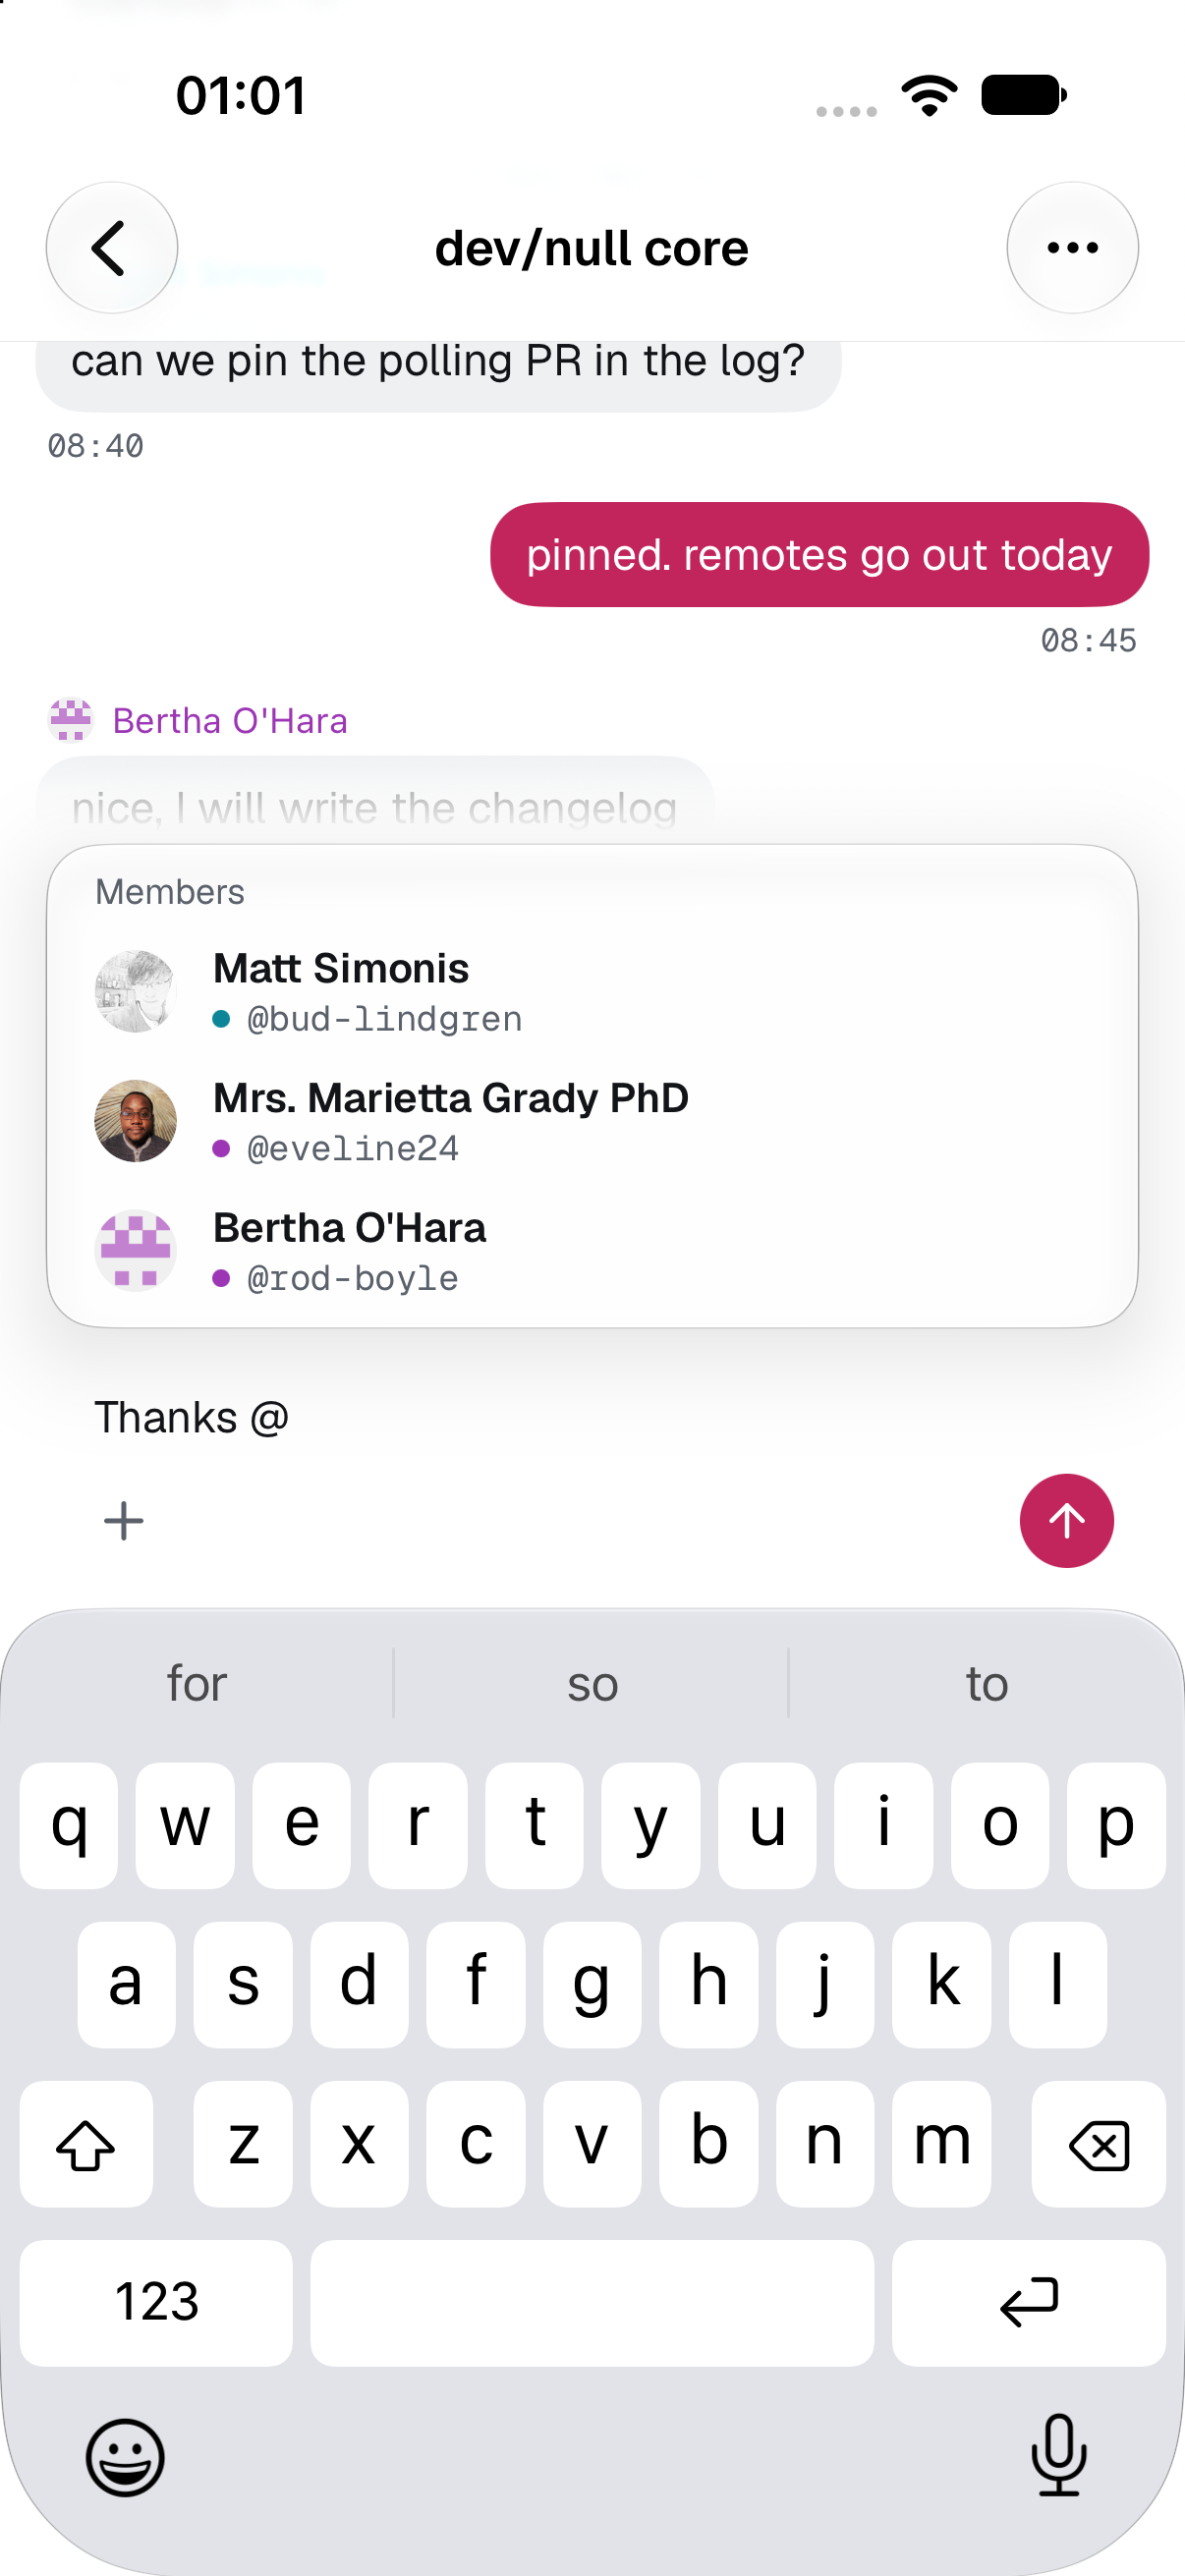 01:01
dev/null core
can we pin the polling PR in the log?
08:40
pinned. remotes go out today
08:45
Bertha O'Hara
nice, I will write the changelog
Members
Matt Simonis
@bud-lindgren
Mrs. Marietta Grady PhD
@eveline24
Bertha O'Hara
@rod-boyle
Thanks @
for so to
q w e r t y u i o p
a s d f g h j k l
z x c v b n m
123